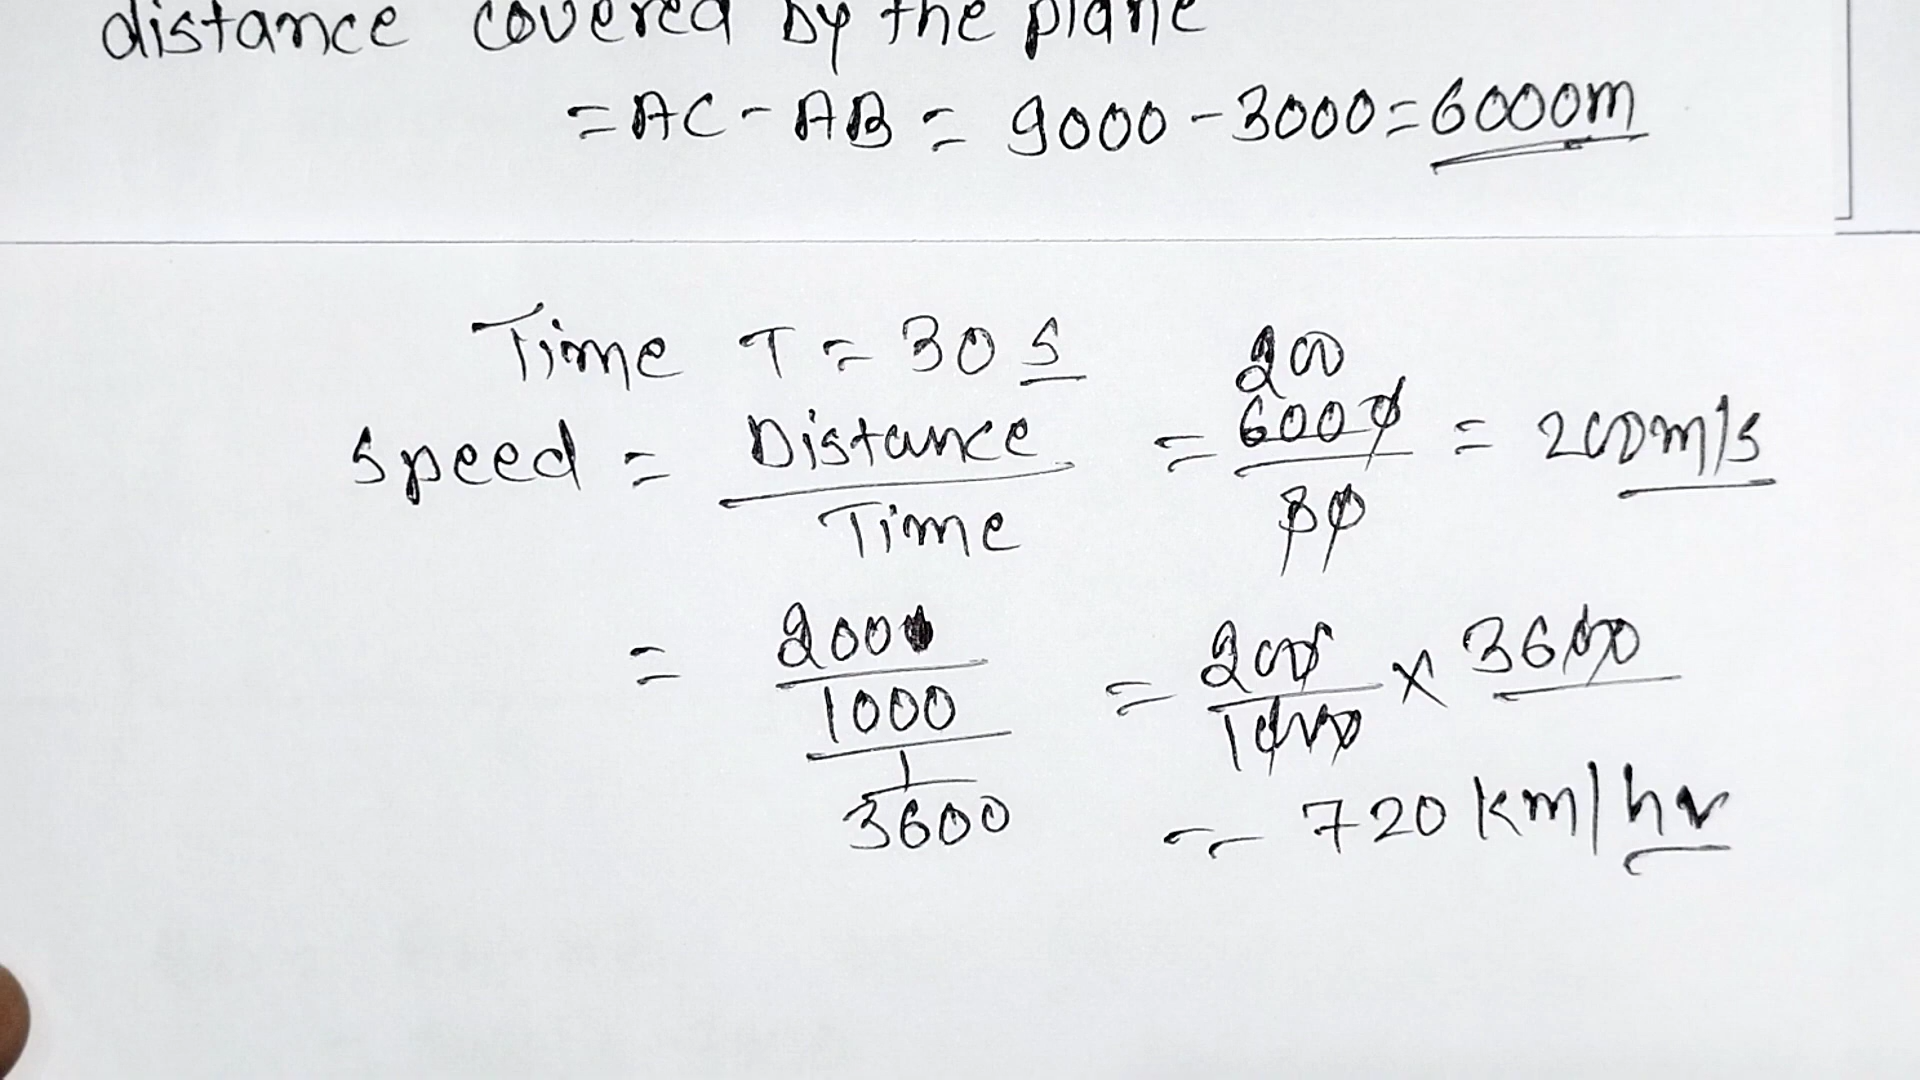 distance covered by the plane
= AC - AB = 9000 - 3000 = 6000m
Time T = 30 s
200
speed = Distance / Time = 6000 / 30 = 200m/s
= 200 / 1000 / 1 / 3600 = 200 / 1000 × 3600
= 720 km/hr